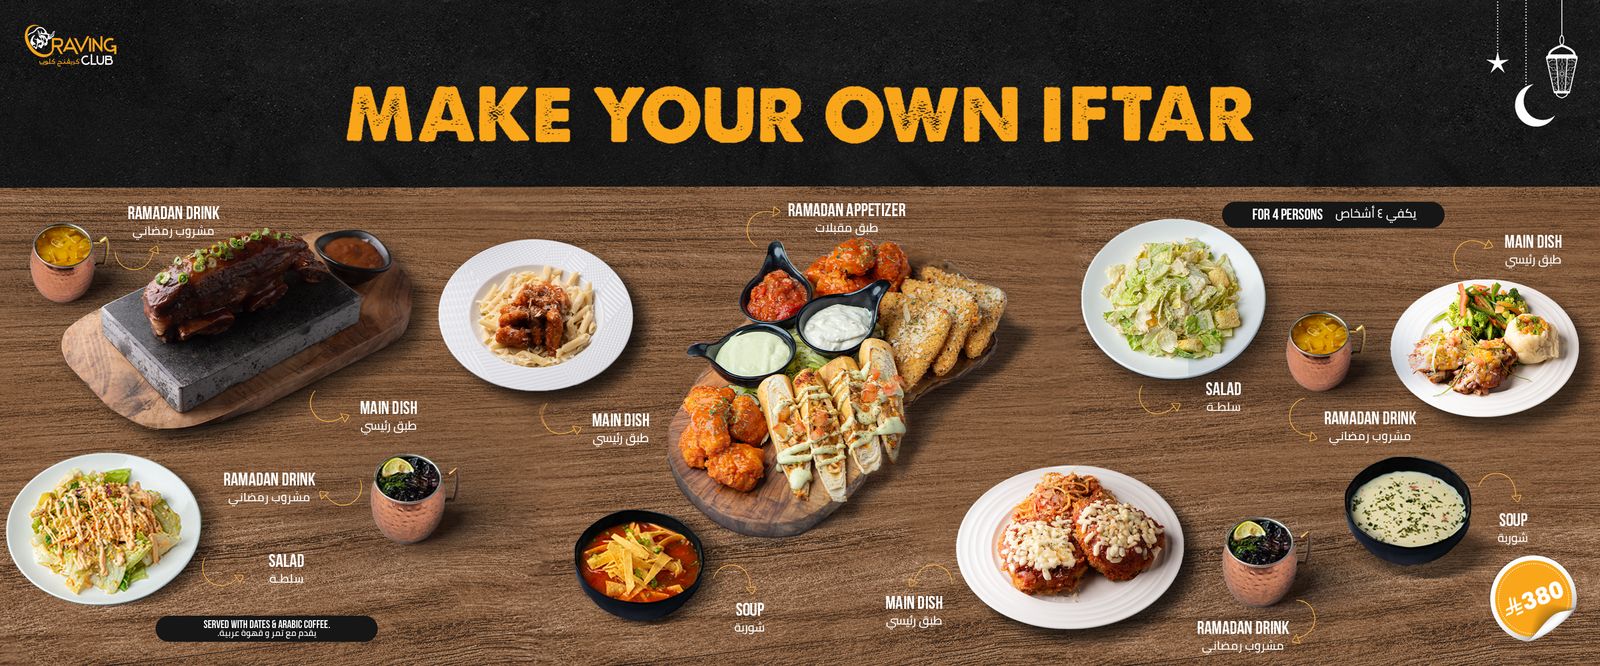 CRAVING
كريفنج كلوب CLUB
MAKE YOUR OWN IFTAR
RAMADAN DRINK
مشروب رمضاني
RAMADAN APPETIZER
طبق مقبلات
FOR 4 PERSONS يكفي ٤ أشخاص
MAIN DISH
طبق رئيسي
MAIN DISH
طبق رئيسي
MAIN DISH
طبق رئيسي
SALAD
سلطة
RAMADAN DRINK
مشروب رمضاني
RAMADAN DRINK
مشروب رمضاني
SALAD
سلطة
SOUP
شوربة
MAIN DISH
طبق رئيسي
SOUP
شوربة
RAMADAN DRINK
مشروب رمضاني
380
SERVED WITH DATES & ARABIC COFFEE.
يقدم مع تمر و قهوة عربية.